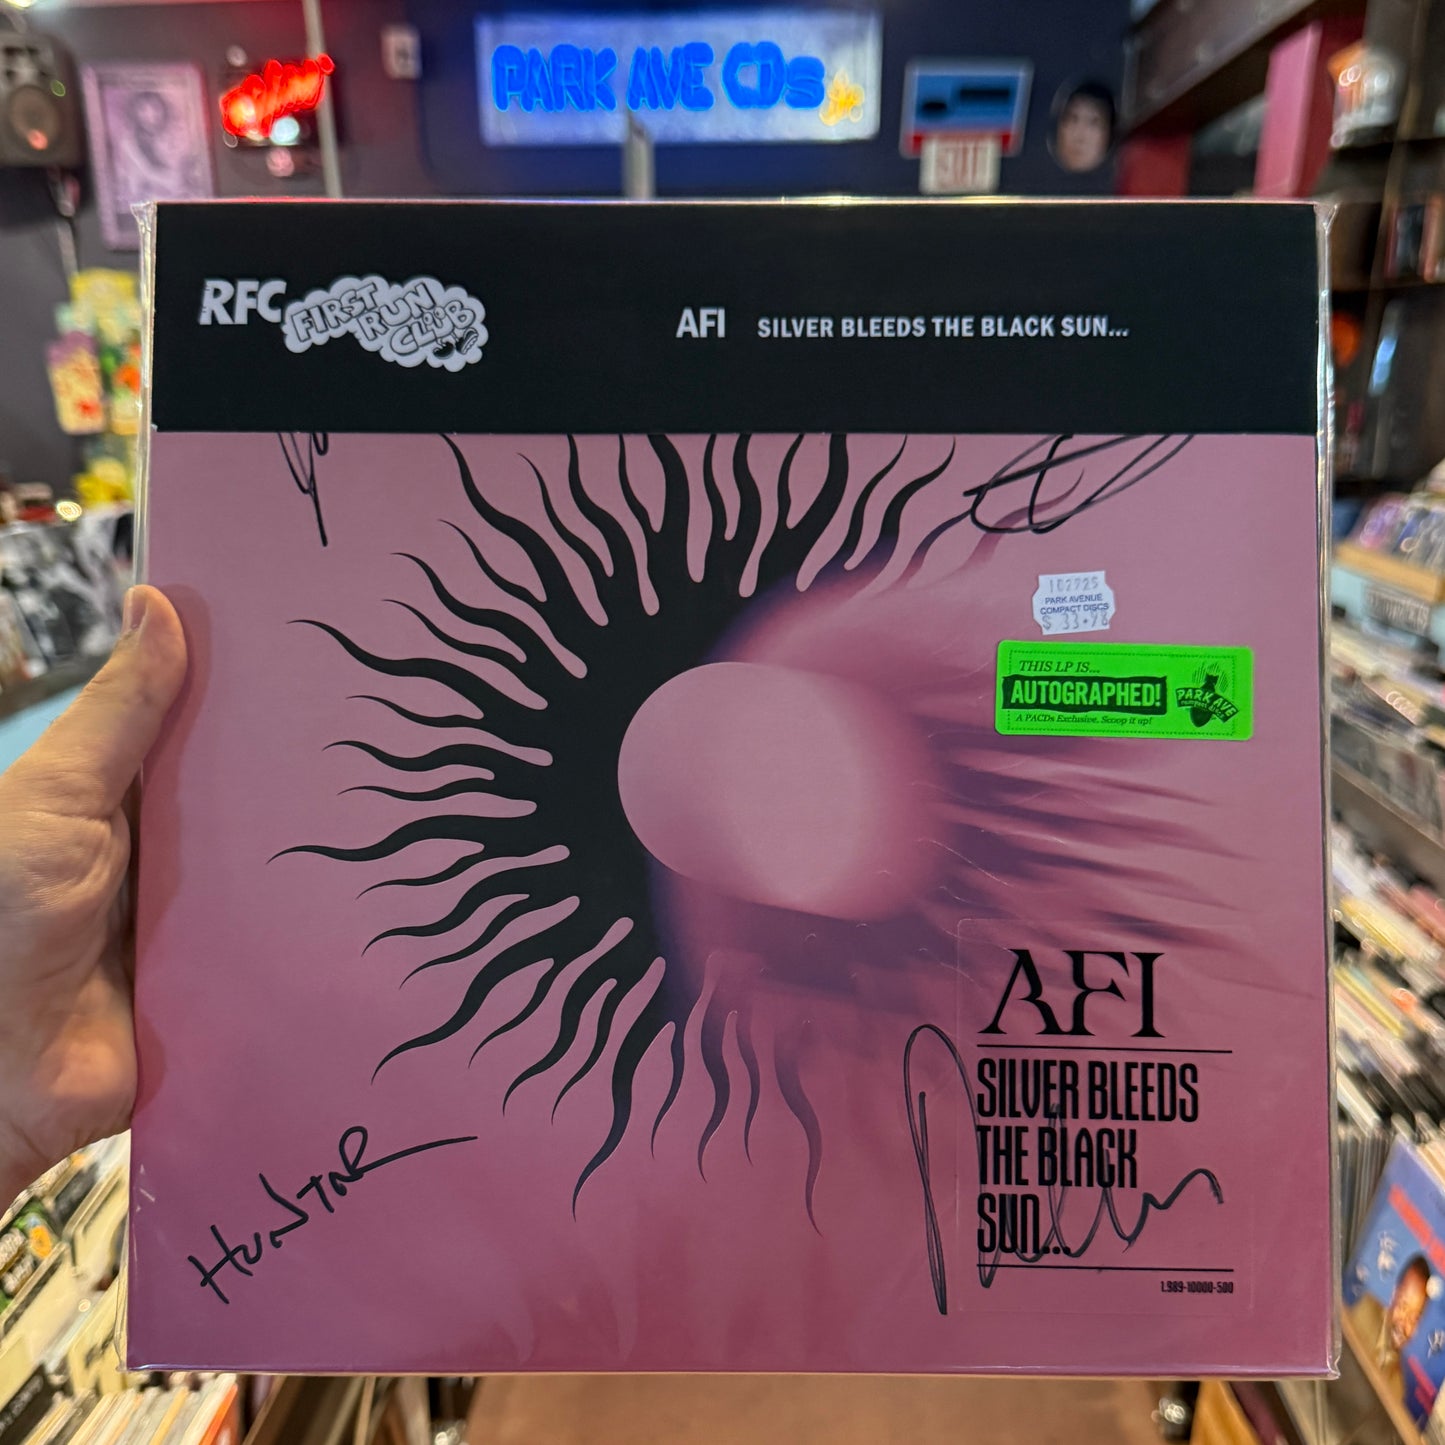 PARK AVE CDs
RFC FIRST RUN CLUB
AFI SILVER BLEEDS THE BLACK SUN...
102725
PARK AVENUE
COMPACT DISCS
$ 33.98
THIS LP IS...
AUTOGRAPHED!
A PACDs Exclusive. Scoop it up!
PARK AVE
AFI
SILVER BLEEDS
THE BLACK
SUN...
1.989-10000-500
HUNTER